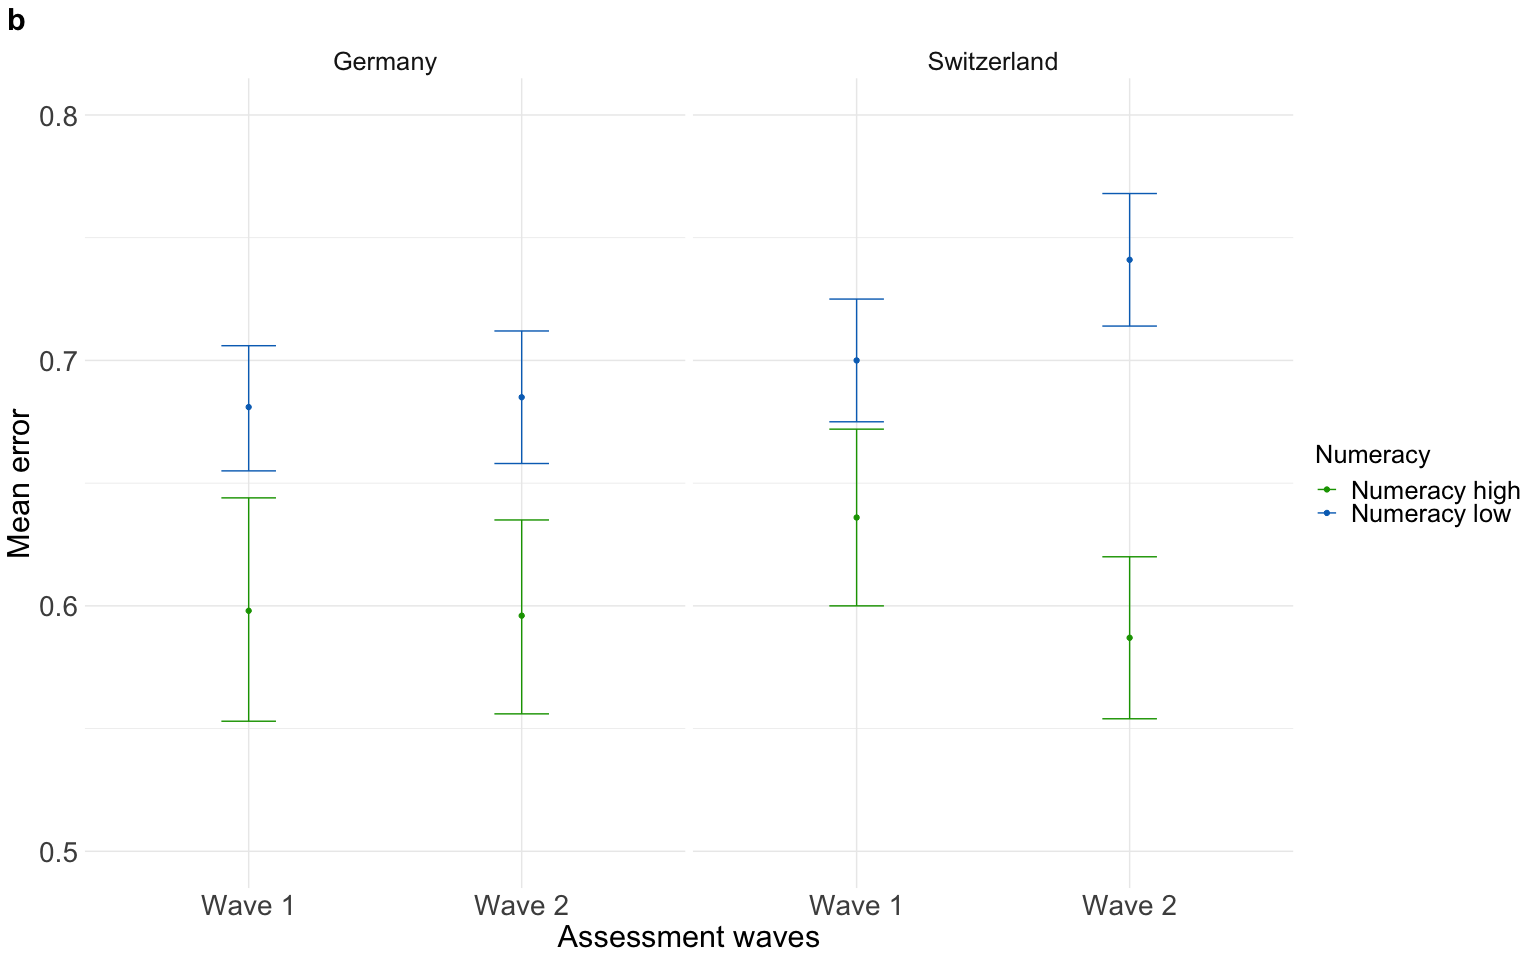 b
Germany
Switzerland
0.8
0.7
0.6
0.5
Mean error
Wave 1
Wave 2
Wave 1
Wave 2
Assessment waves
Numeracy
Numeracy high
Numeracy low